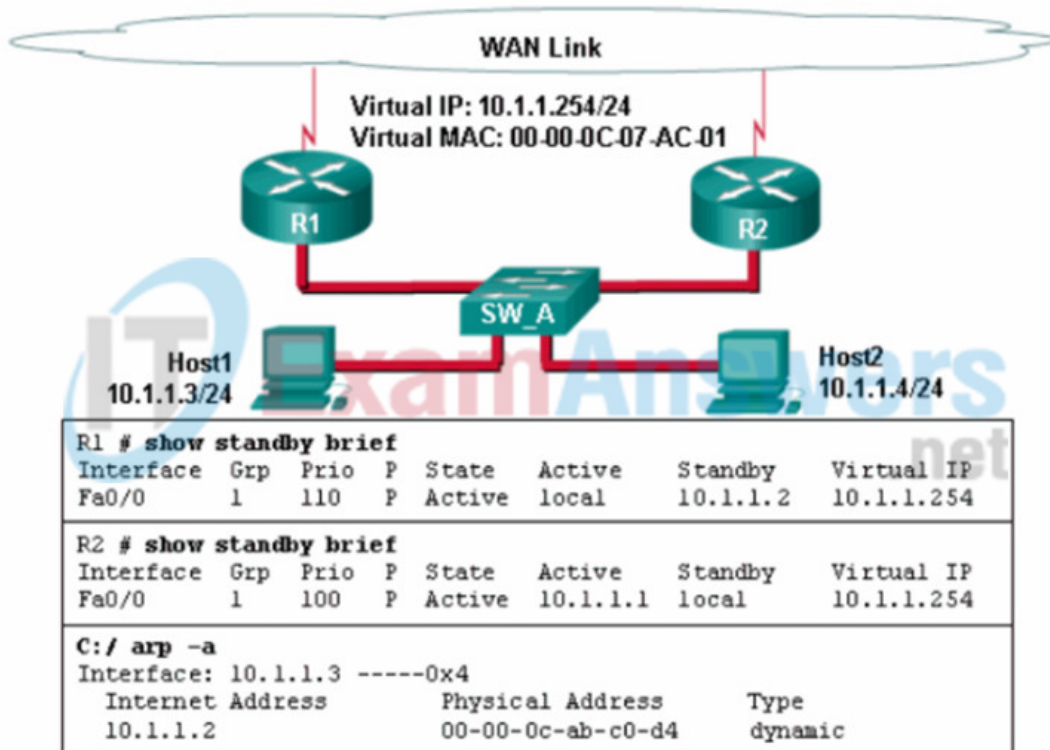 WAN Link
Virtual IP: 10.1.1.254/24
Virtual MAC: 00-00-0C-07-AC-01
R1
R2
SW_A
Host1
10.1.1.3/24
Host2
10.1.1.4/24
IT ExamAnswers
net
R1 # show standby brief
Interface Grp Prio P State Active Standby Virtual IP
Fa0/0 1 110 P Active local 10.1.1.2 10.1.1.254
R2 # show standby brief
Interface Grp Prio P State Active Standby Virtual IP
Fa0/0 1 100 P Active 10.1.1.1 local 10.1.1.254
C:/ arp -a
Interface: 10.1.1.3 -----0x4
Internet Address Physical Address Type
10.1.1.2 00-00-0c-ab-c0-d4 dynamic